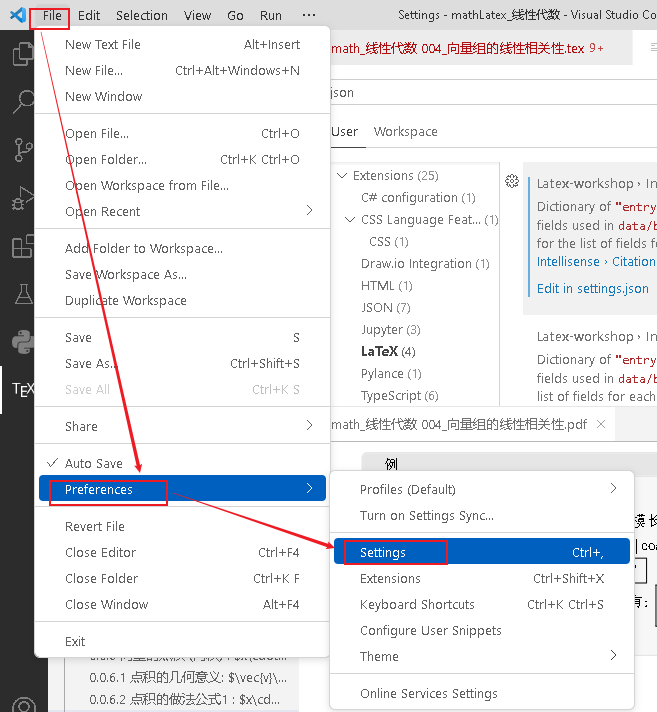 File Edit Selection View Go Run ··· Settings - mathLatex_线性代数 - Visual Studio Co
New Text File Alt+Insert
New File... Ctrl+Alt+Windows+N
New Window
Open File... Ctrl+O
Open Folder... Ctrl+K Ctrl+O
Open Workspace from File...
Open Recent
Add Folder to Workspace...
Save Workspace As...
Duplicate Workspace
Save S
Save As... Ctrl+Shift+S
Save All Ctrl+K S
Share
Auto Save
Preferences
Revert File
Close Editor Ctrl+F4
Close Folder Ctrl+K F
Close Window Alt+F4
Exit
TEX
math_线性代数 004_向量组的线性相关性.tex 9+
json
User Workspace
Extensions (25)
C# configuration (1)
CSS Language Feat... (1)
CSS (1)
Draw.io Integration (1)
HTML (1)
JSON (7)
Jupyter (3)
LaTeX (4)
Pylance (1)
TypeScript (6)
Latex-workshop › In
Dictionary of "entry
fields used in data/b
for the list of fields f
Intellisense › Citation
Edit in settings.json
Latex-workshop › In
Dictionary of "entry
fields used in data/b
list of fields for each
math_线性代数 004_向量组的线性相关性.pdf
例
Profiles (Default)
Turn on Settings Sync...
Settings Ctrl+,
Extensions Ctrl+Shift+X
Keyboard Shortcuts Ctrl+K Ctrl+S
Configure User Snippets
Theme
Online Services Settings
模长
0.0.6.1 点积的几何意义: $\vec{v}\...
0.0.6.2 点积的做法公式1 : $x\cd...